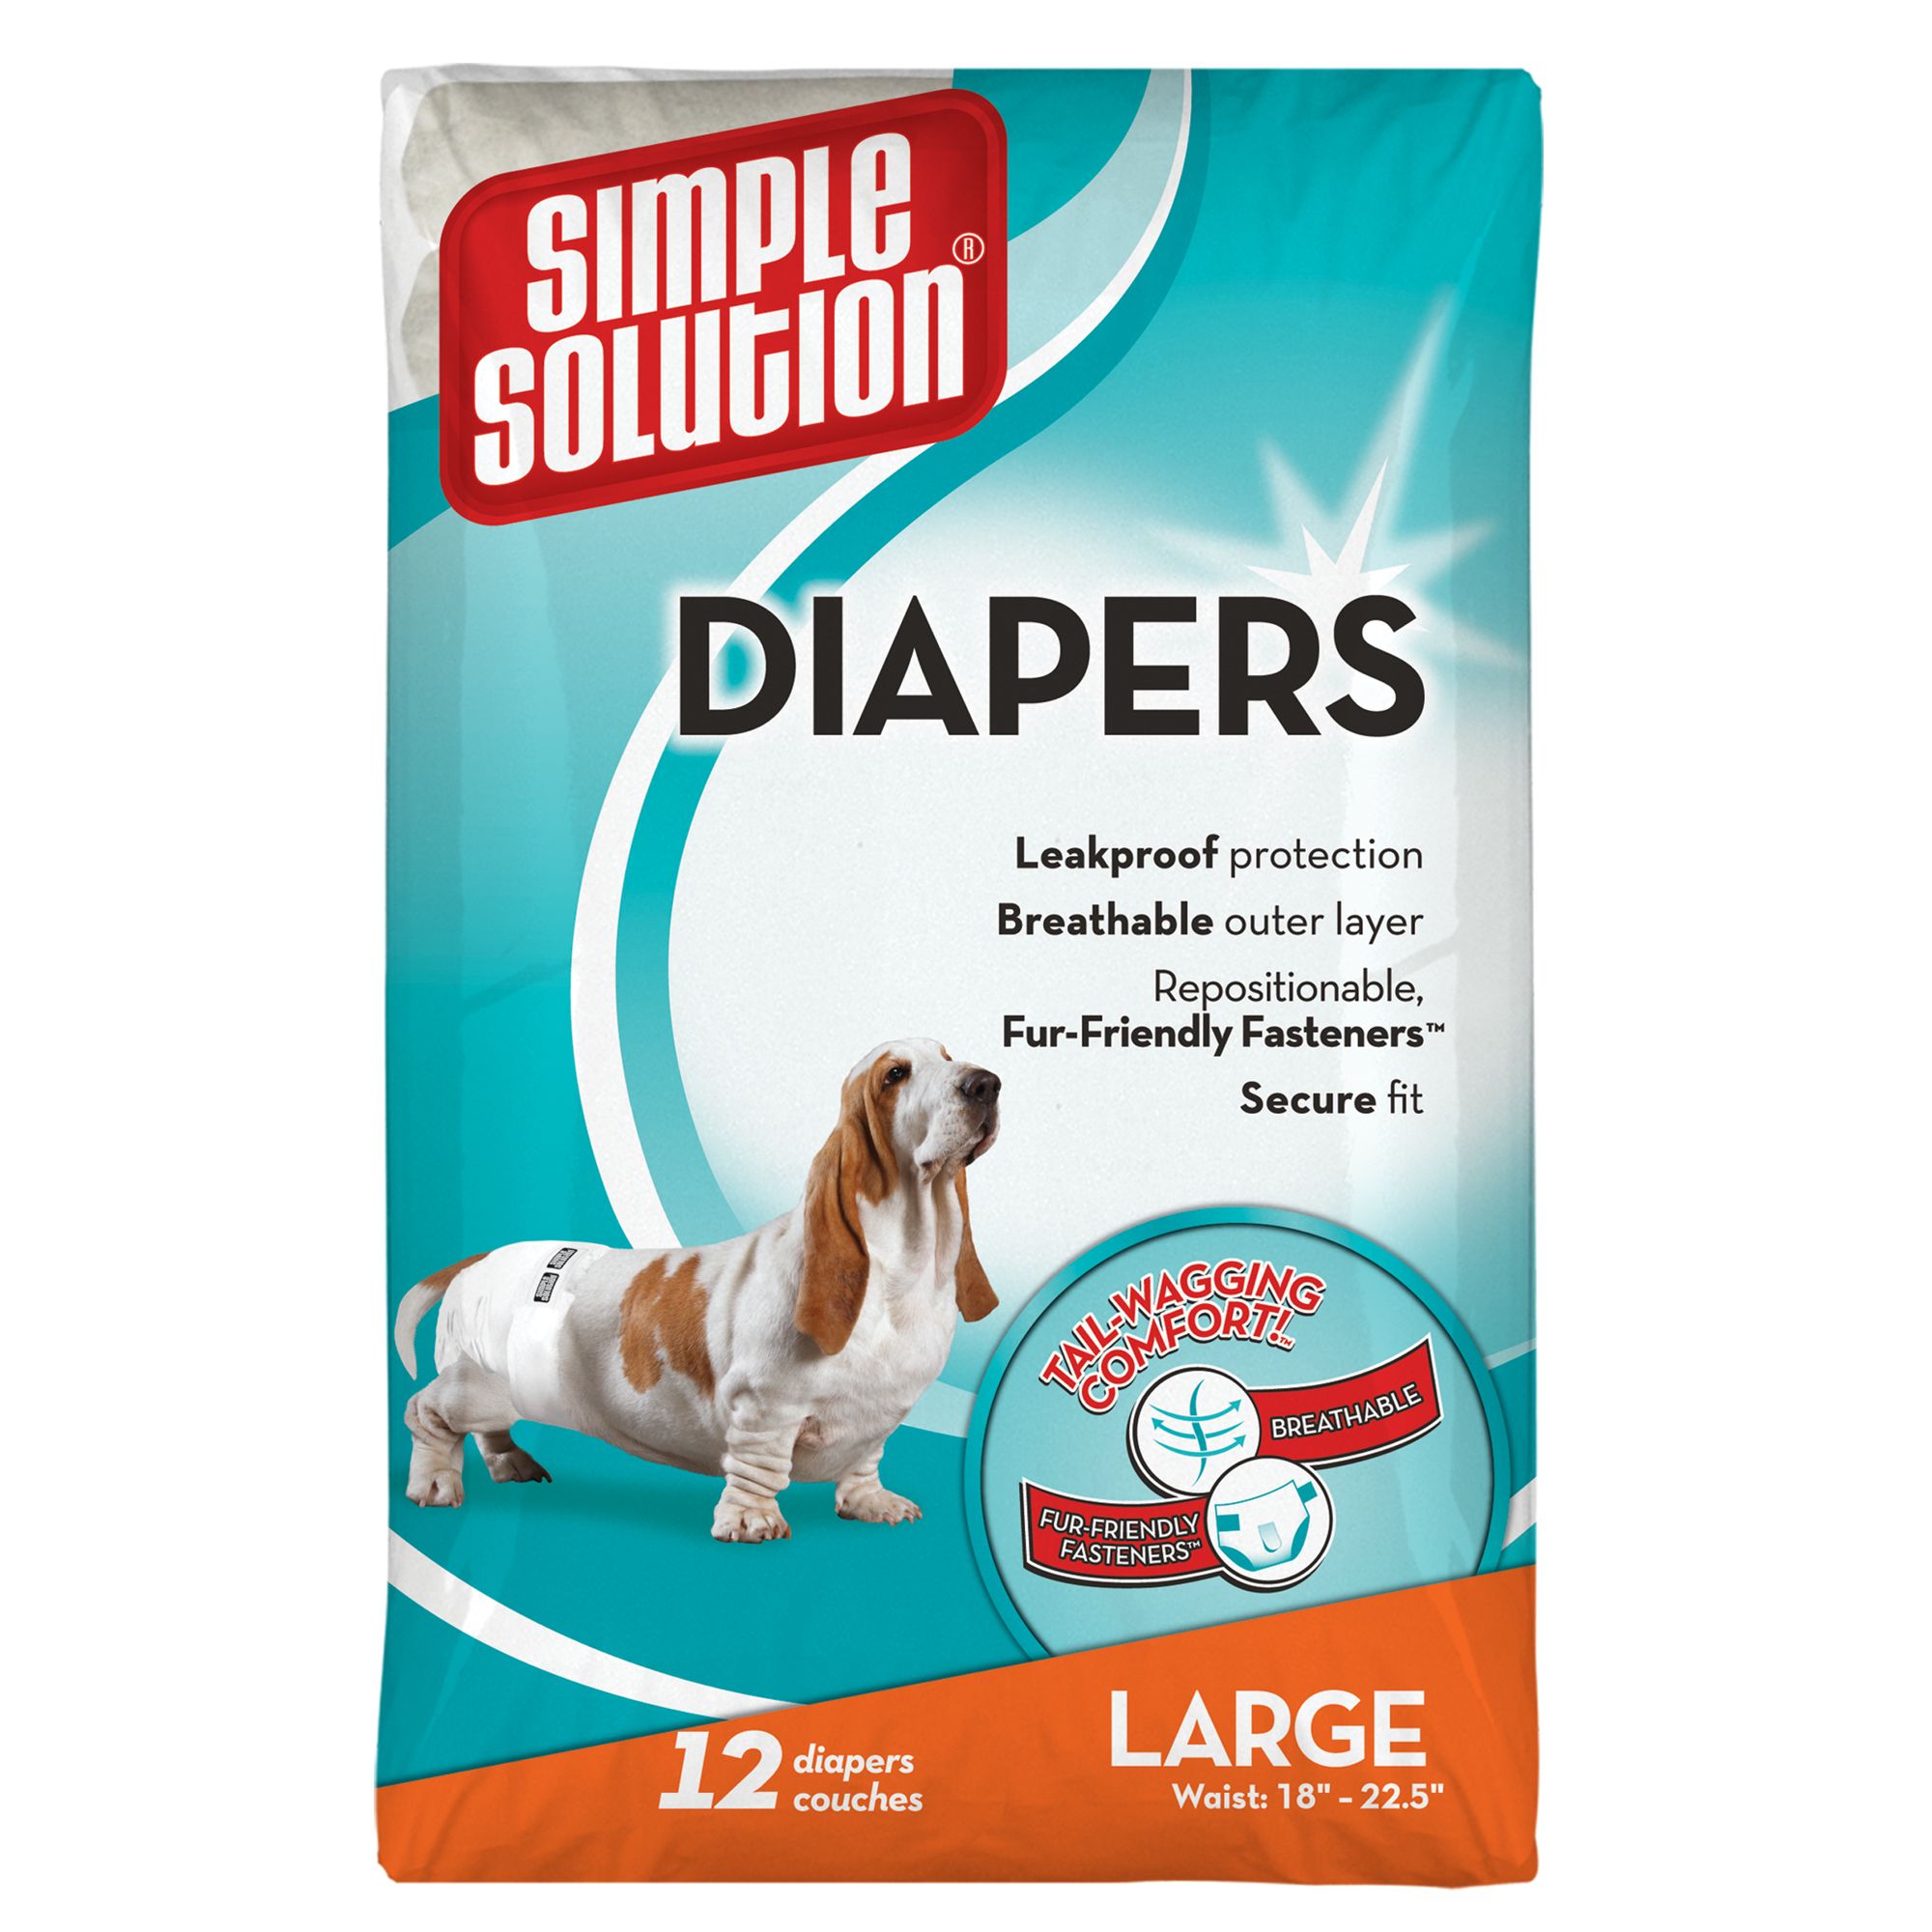 SIMPLE
SOLUTION®
DIAPERS
Leakproof protection
Breathable outer layer
Repositionable,
Fur-Friendly Fasteners™
Secure fit
TAIL-WAGGING
COMFORT!™
BREATHABLE
FUR-FRIENDLY
FASTENERS™
12 diapers
couches
LARGE
Waist: 18" - 22.5"